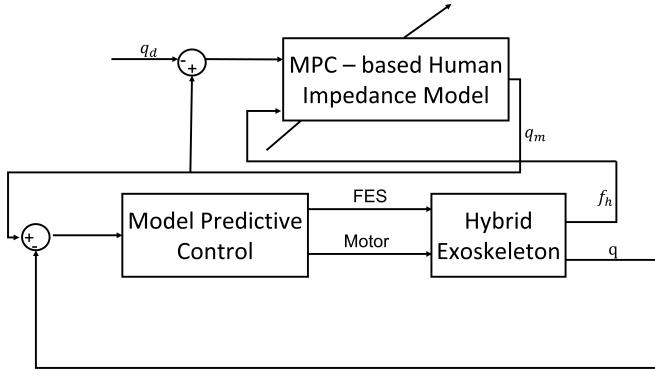 q_d
-
+
MPC – based Human
Impedance Model
q_m
FES
Motor
f_h
q
Model Predictive
Control
Hybrid
Exoskeleton
+
-